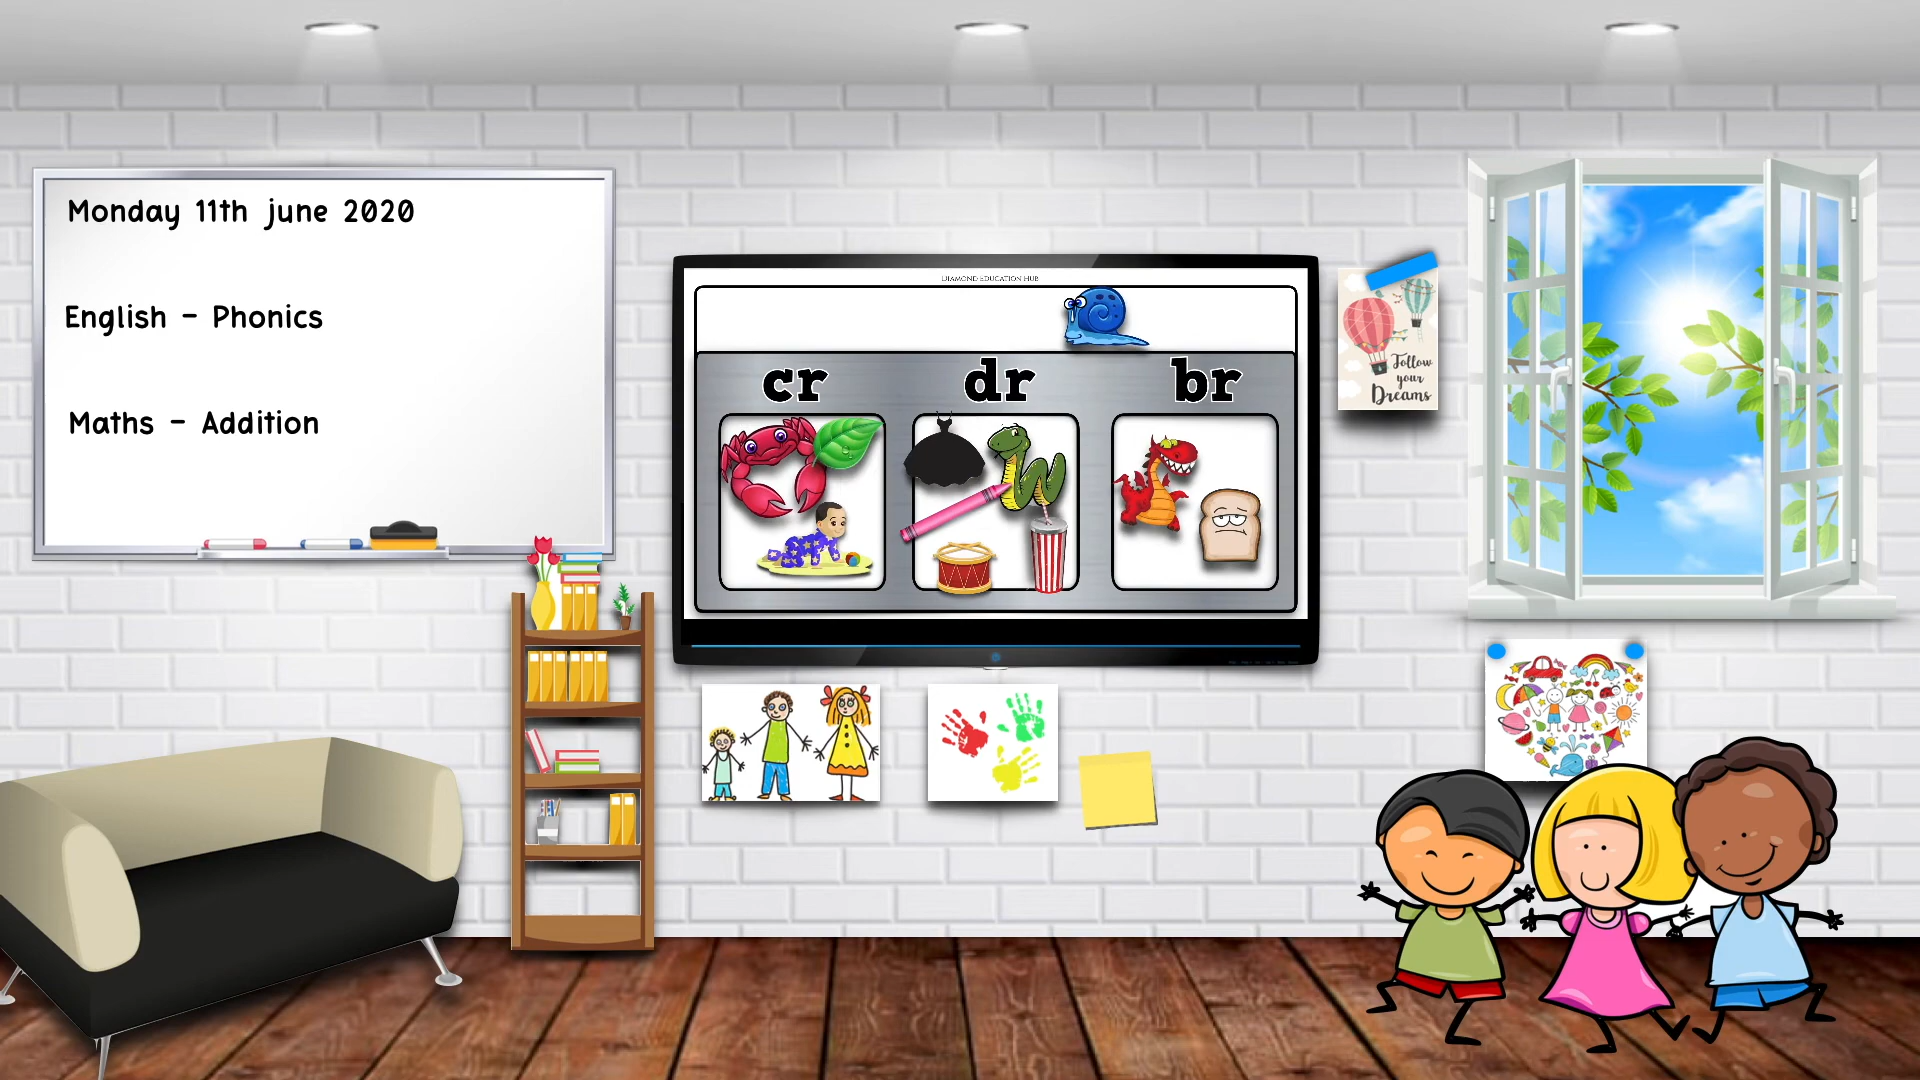 Monday 11th june 2020
English - Phonics
Maths - Addition
DIAMOND EDUCATION HUB
cr dr br
Follow
your
Dreams